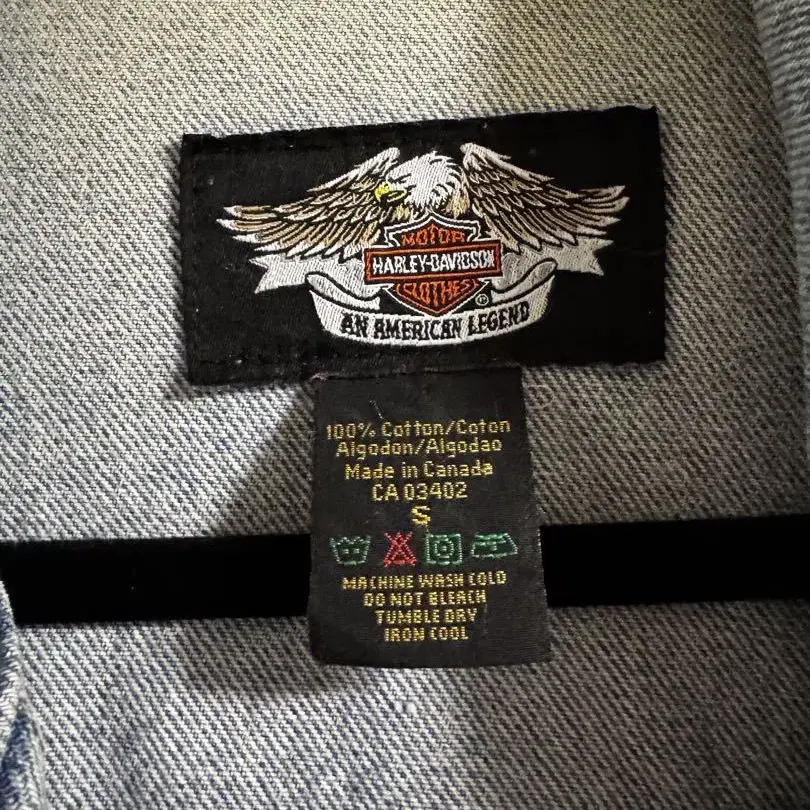 MOTOR
HARLEY-DAVIDSON
CLOTHES
®
AN AMERICAN LEGEND
100% Cotton/Coton
Algodon/Algodao
Made in Canada
CA 03402
S
MACHINE WASH COLD
DO NOT BLEACH
TUMBLE DRY
IRON COOL